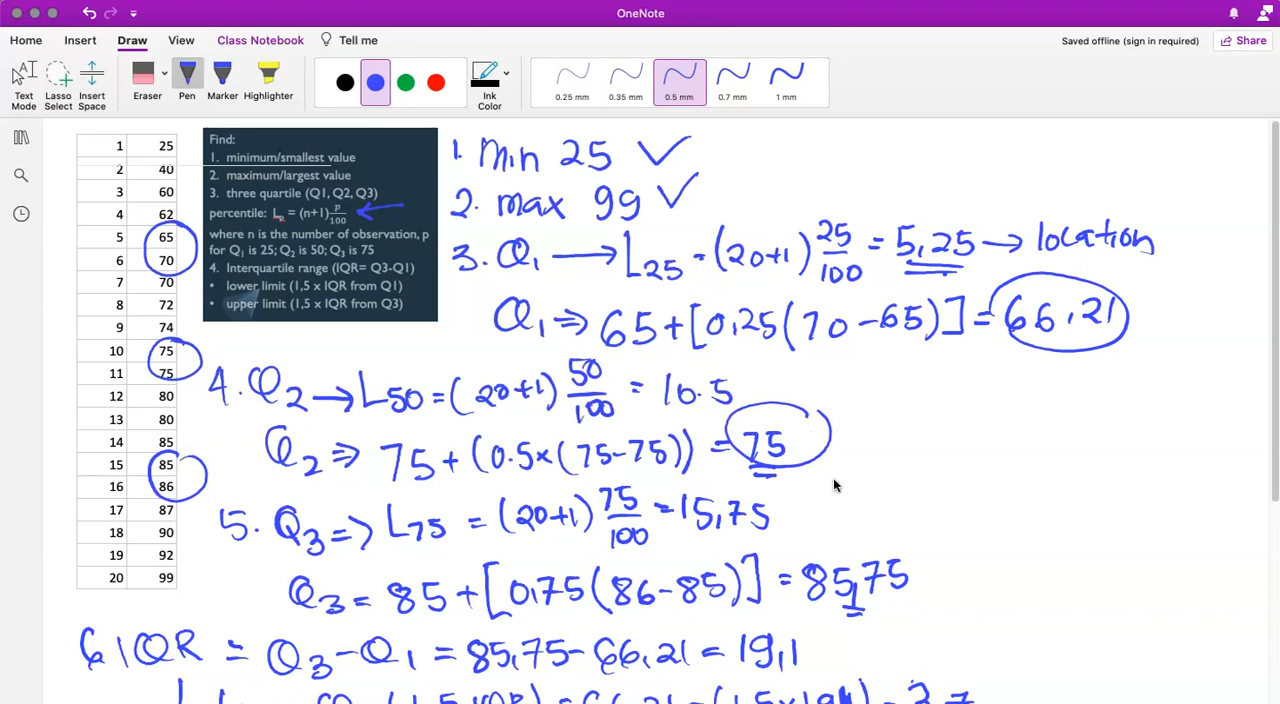 OneNote
Home Insert Draw View Class Notebook Tell me
Saved offline (sign in required) Share
Text Mode
Lasso Select
Insert Space
Eraser
Pen
Marker
Highlighter
Ink Color
0.25 mm
0.35 mm
0.5 mm
0.7 mm
1 mm
1 25
2 40
3 60
4 62
5 65
6 70
7 70
8 72
9 74
10 75
11 75
12 80
13 80
14 85
15 85
16 86
17 87
18 90
19 92
20 99
Find:
1. minimum/smallest value
2. maximum/largest value
3. three quartile (Q1, Q2, Q3)
percentile: Lp = (n+1) p/100
where n is the number of observation, p
for Q1 is 25; Q2 is 50; Q3 is 75
4. Interquartile range (IQR= Q3-Q1)
• lower limit (1,5 x IQR from Q1)
• upper limit (1,5 x IQR from Q3)
1. Min 25 ✓
2. max 99 ✓
3. Q1 → L25 = (20+1) 25/100 = 5,25 → location
Q1 ⇒ 65+[0,25(70-65)] = 66,21
4. Q2 → L50 = (20+1) 50/100 = 10.5
Q2 ⇒ 75+(0.5×(75-75)) = 75
5. Q3 => L75 = (20+1) 75/100 = 15,75
Q3 = 85+[0,75(86-85)] = 85,75
6 IQR = Q3-Q1 = 85,75-66,21 = 19,1